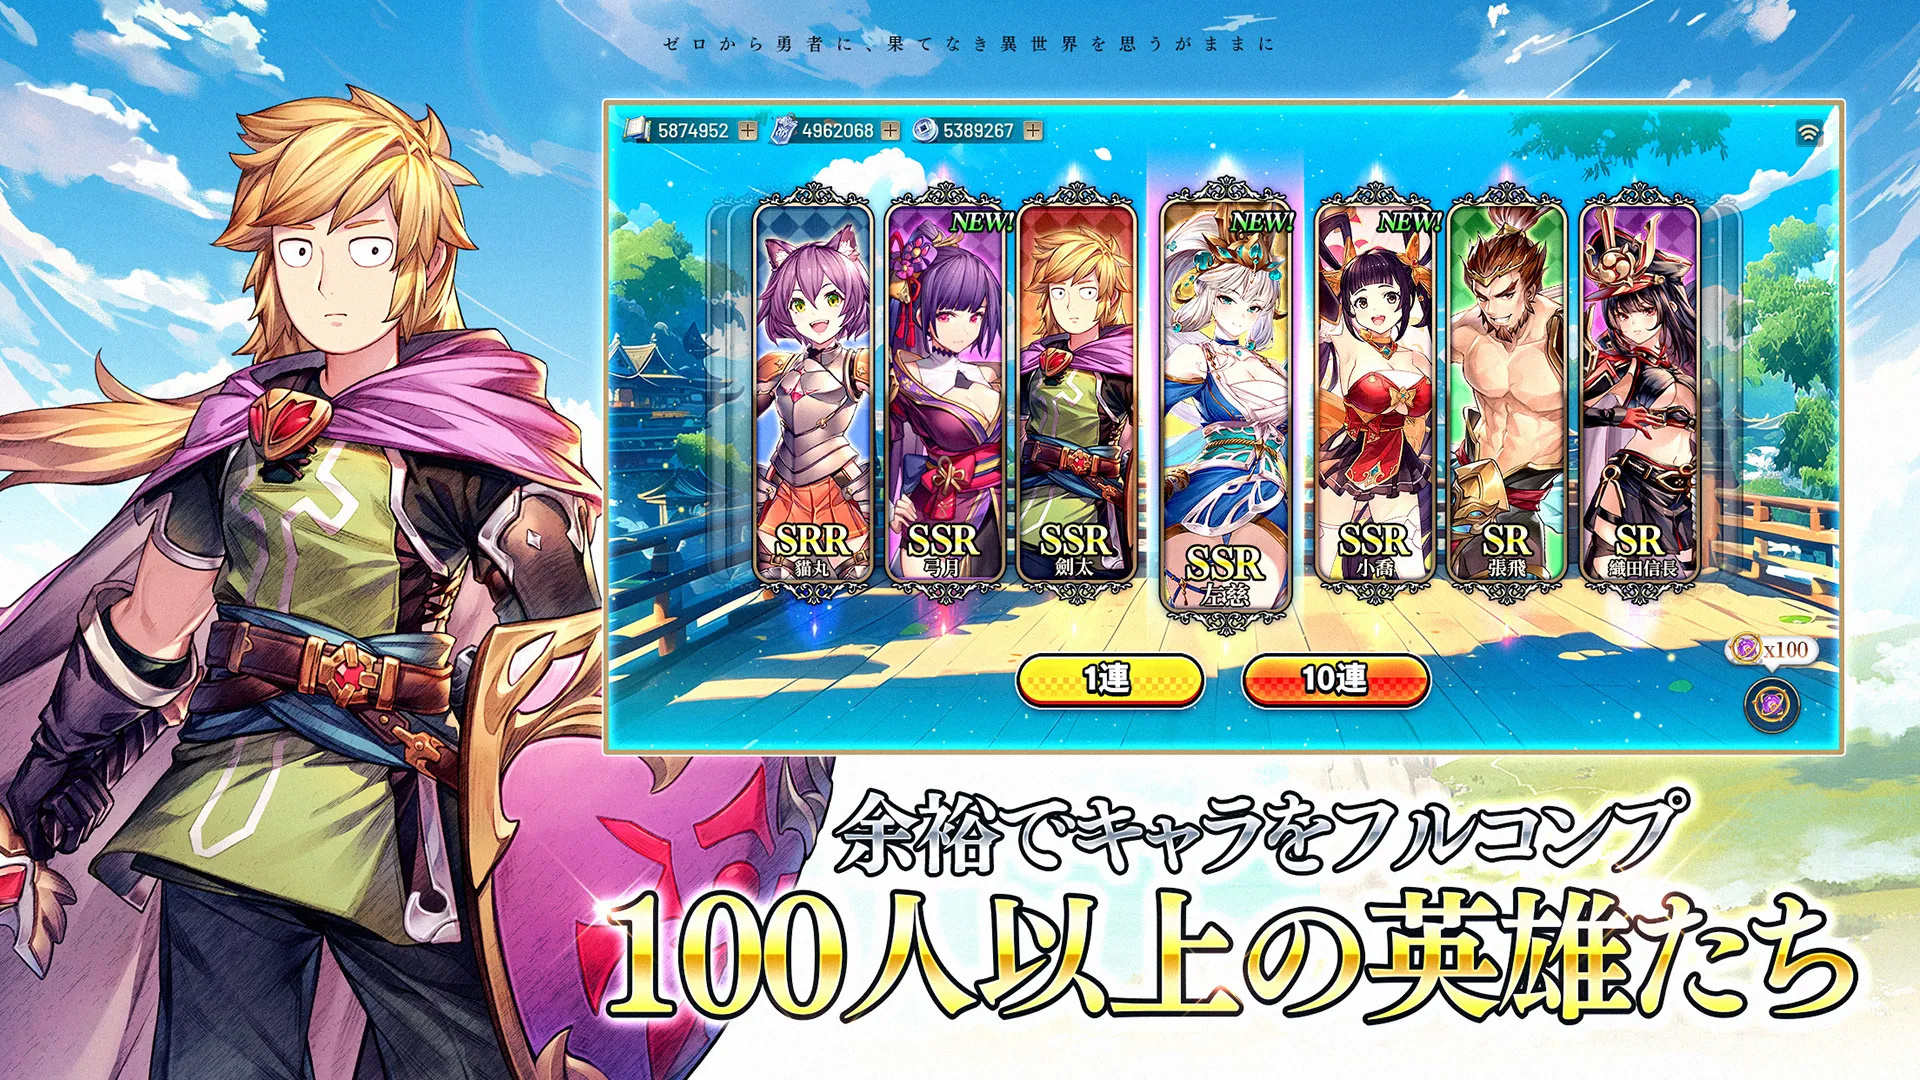 ゼロから勇者に、果てなき異世界を思うがままに
5874952
4962068
5389267
NEW!
NEW!
NEW!
SRR
貓丸
SSR
弓月
SSR
劍太
SSR
左慈
SSR
小喬
SR
張飛
SR
織田信長
x100
1連
10連
余裕でキャラをフルコンプ
100人以上の英雄たち